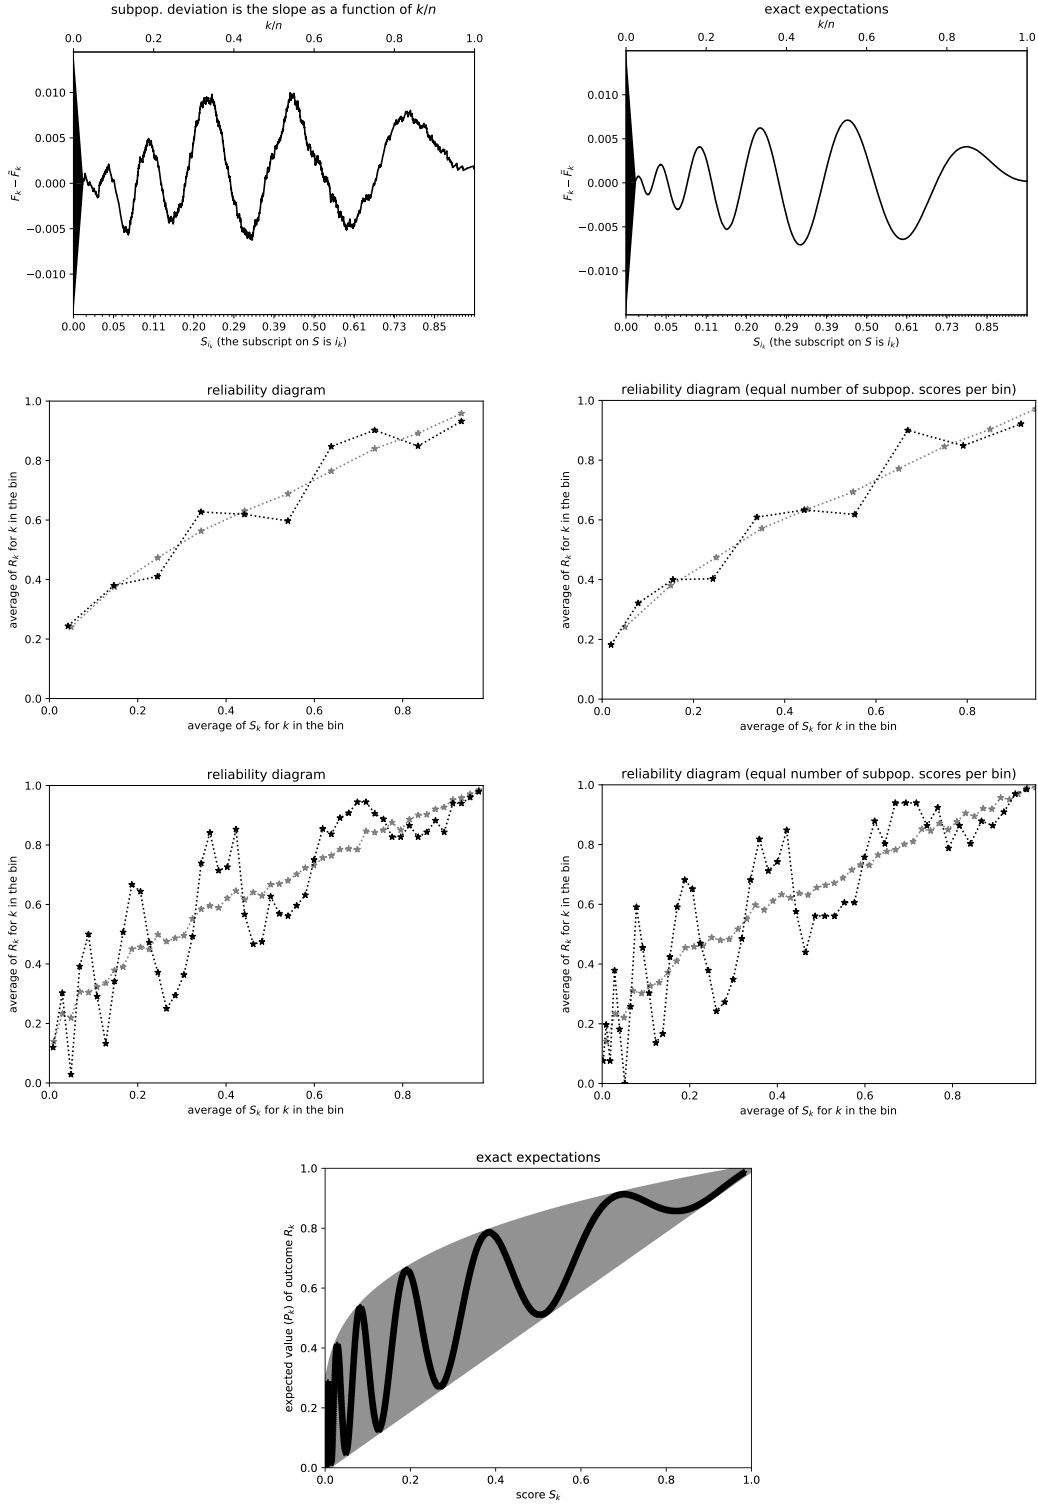 subpop. deviation is the slope as a function of k/n
k/n
0.0 0.2 0.4 0.6 0.8 1.0
0.010
0.005
0.000
−0.005
−0.010
F_k − F̃_k
0.00 0.05 0.11 0.20 0.29 0.39 0.50 0.61 0.73 0.85
S_{i_k} (the subscript on S is i_k)
exact expectations
k/n
0.0 0.2 0.4 0.6 0.8 1.0
0.010
0.005
0.000
−0.005
−0.010
F_k − F̃_k
0.00 0.05 0.11 0.20 0.29 0.39 0.50 0.61 0.73 0.85
S_{i_k} (the subscript on S is i_k)
reliability diagram
1.0
0.8
0.6
0.4
0.2
0.0
average of R_k for k in the bin
0.0 0.2 0.4 0.6 0.8
average of S_k for k in the bin
reliability diagram (equal number of subpop. scores per bin)
1.0
0.8
0.6
0.4
0.2
0.0
average of R_k for k in the bin
0.0 0.2 0.4 0.6 0.8
average of S_k for k in the bin
reliability diagram
1.0
0.8
0.6
0.4
0.2
0.0
average of R_k for k in the bin
0.0 0.2 0.4 0.6 0.8
average of S_k for k in the bin
reliability diagram (equal number of subpop. scores per bin)
1.0
0.8
0.6
0.4
0.2
0.0
average of R_k for k in the bin
0.0 0.2 0.4 0.6 0.8
average of S_k for k in the bin
exact expectations
1.0
0.8
0.6
0.4
0.2
0.0
expected value (P_k) of outcome R_k
0.0 0.2 0.4 0.6 0.8 1.0
score S_k